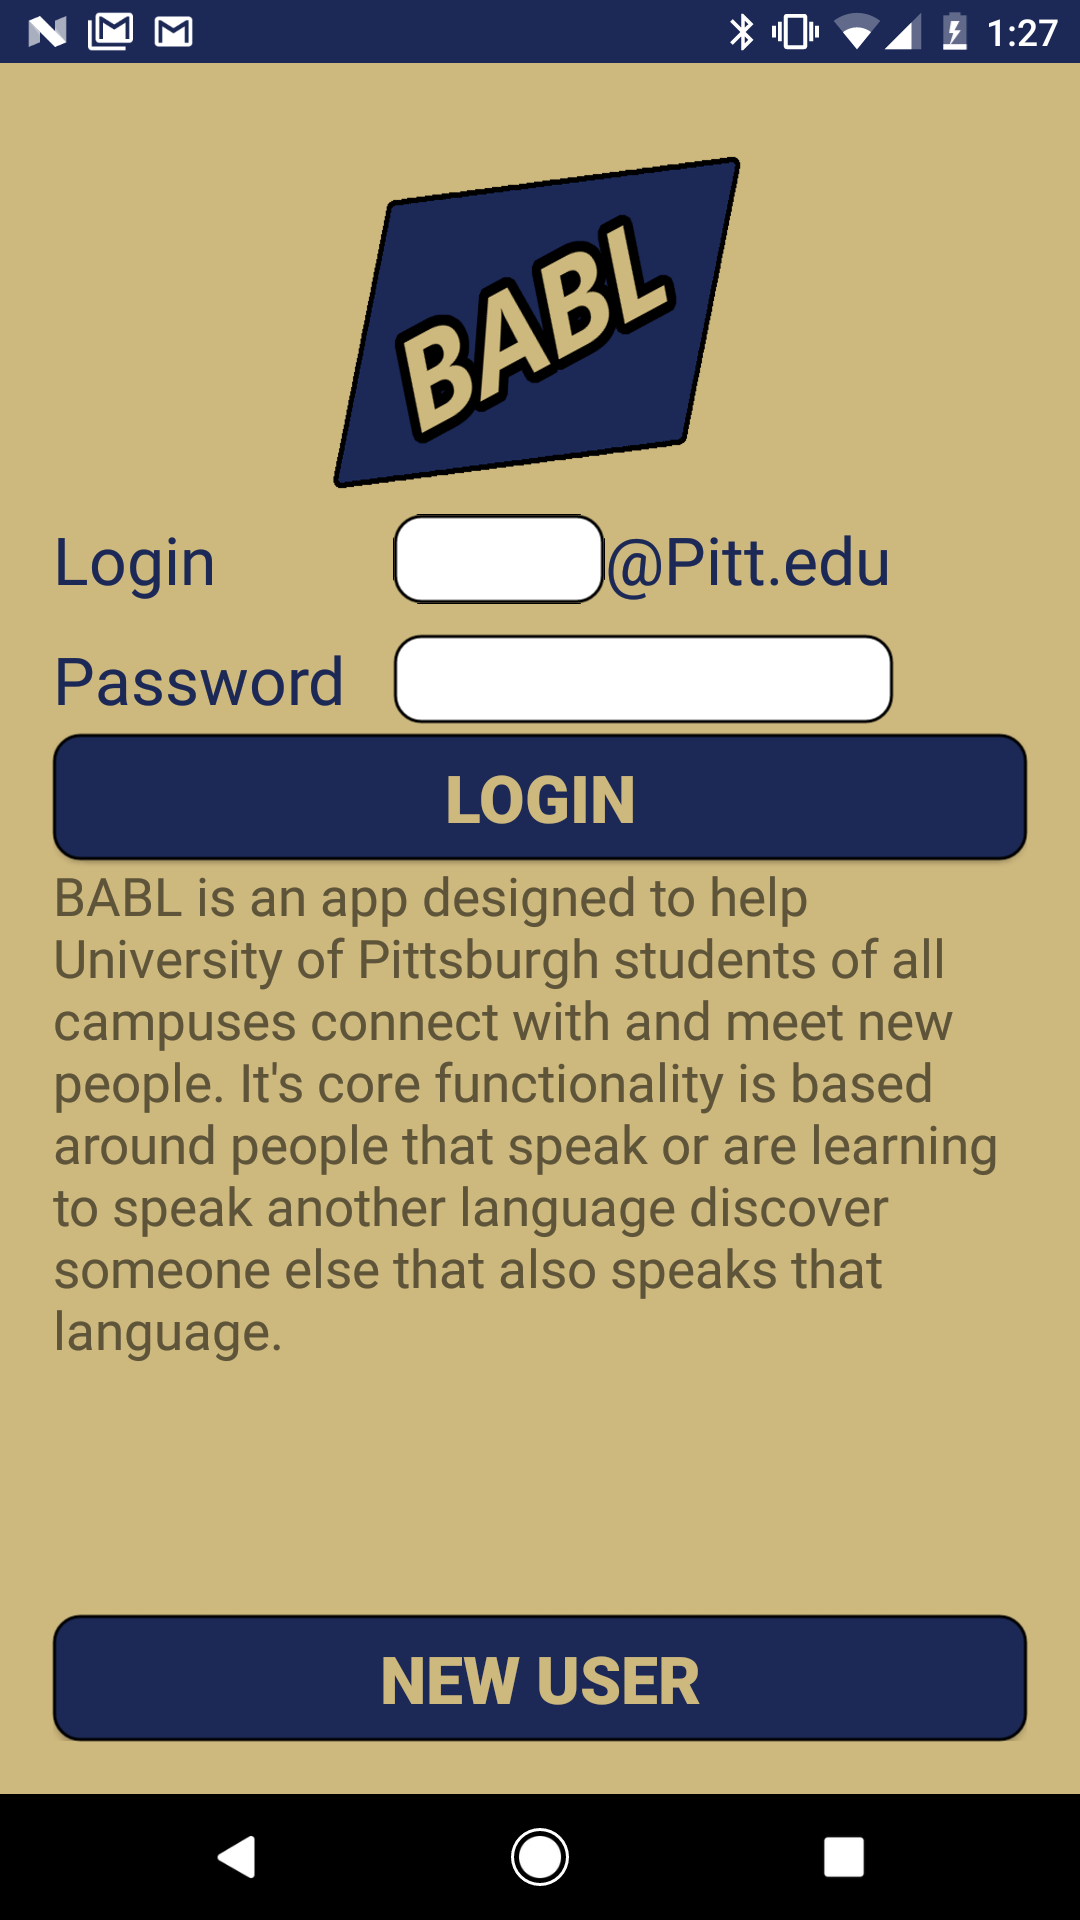 1:27
BABL
Login @Pitt.edu
Password
LOGIN
BABL is an app designed to help
University of Pittsburgh students of all
campuses connect with and meet new
people. It's core functionality is based
around people that speak or are learning
to speak another language discover
someone else that also speaks that
language.
NEW USER